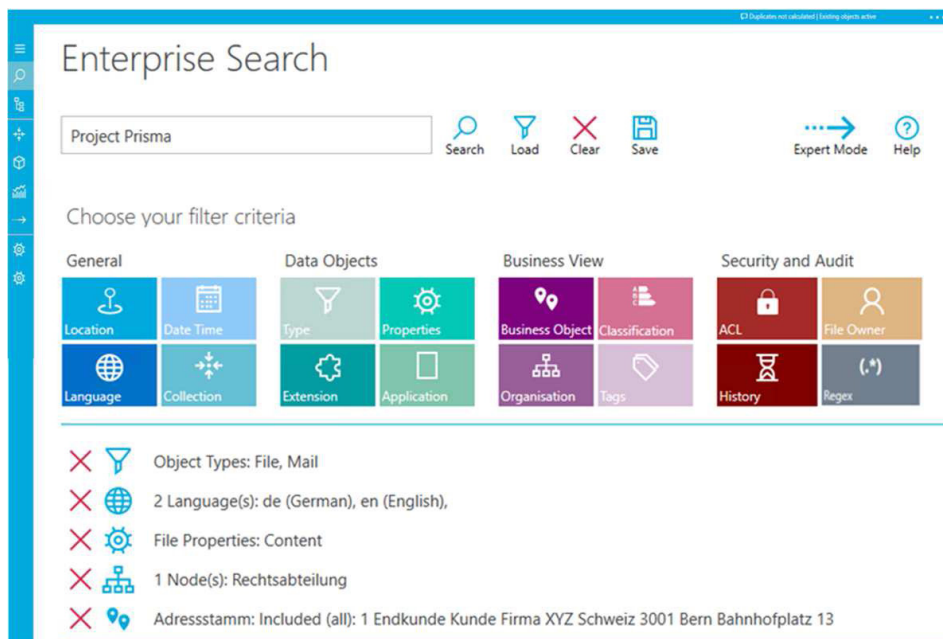 Duplicates not calculated | Existing objects active
Enterprise Search
Project Prisma
Search Load Clear Save Expert Mode Help
Choose your filter criteria
General Data Objects Business View Security and Audit
Location Date Time Type Properties Business Object Classification ACL File Owner
(.*)
Language Collection Extension Application Organisation Tags History Regex
Object Types: File, Mail
2 Language(s): de (German), en (English),
File Properties: Content
1 Node(s): Rechtsabteilung
Adressstamm: Included (all): 1 Endkunde Kunde Firma XYZ Schweiz 3001 Bern Bahnhofplatz 13